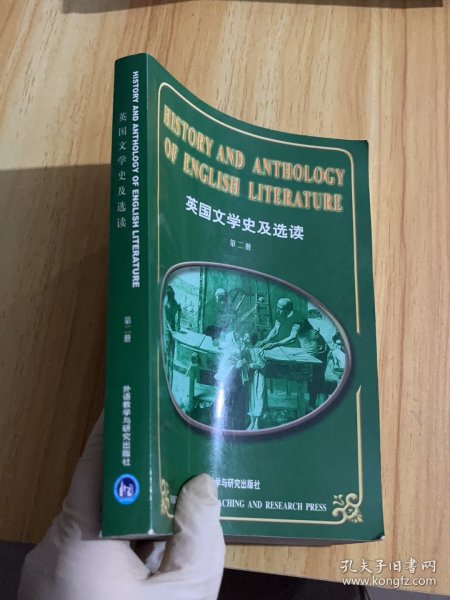 HISTORY AND ANTHOLOGY OF ENGLISH LITERATURE
英国文学史及选读
第二册
外语教学与研究出版社
HISTORY AND ANTHOLOGY
OF ENGLISH LITERATURE
英国文学史及选读
第二册
学与研究出版社
ACHING AND RESEARCH PRESS
孔夫子旧书网
www.kongfz.com